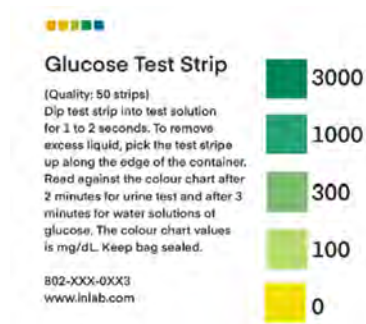 Glucose Test Strip
(Quality: 50 strips)
Dip test strip into test solution
for 1 to 2 seconds. To remove
excess liquid, pick the test stripe
up along the edge of the container.
Read against the colour chart after
2 minutes for urine test and after 3
minutes for water solutions of
glucose. The colour chart values
is mg/dL. Keep bag sealed.
802-XXX-0XX3
www.inlab.com
3000
1000
300
100
0